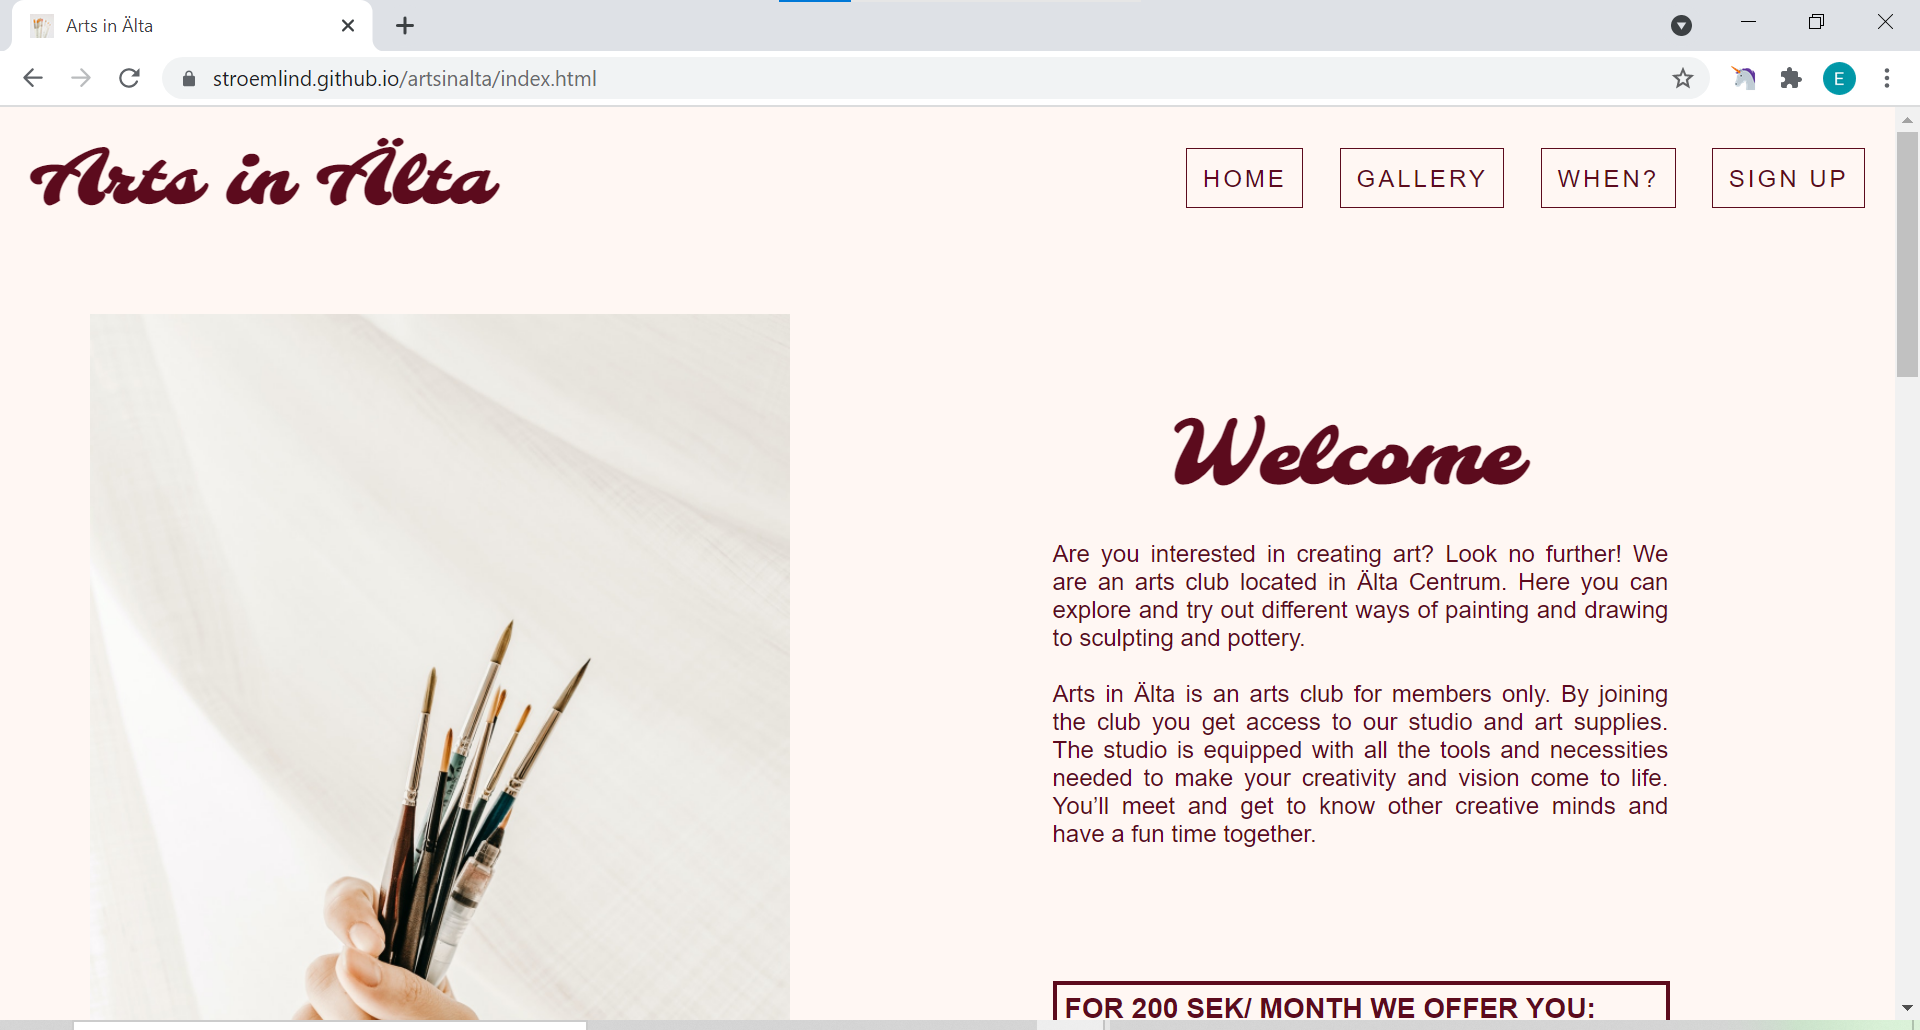 Arts in Älta
stroemlind.github.io/artsinalta/index.html
E
Arts in Älta
HOME
GALLERY
WHEN?
SIGN UP
Welcome
Are you interested in creating art? Look no further! We
are an arts club located in Älta Centrum. Here you can
explore and try out different ways of painting and drawing
to sculpting and pottery.
Arts in Älta is an arts club for members only. By joining
the club you get access to our studio and art supplies.
The studio is equipped with all the tools and necessities
needed to make your creativity and vision come to life.
You’ll meet and get to know other creative minds and
have a fun time together.
FOR 200 SEK/ MONTH WE OFFER YOU: